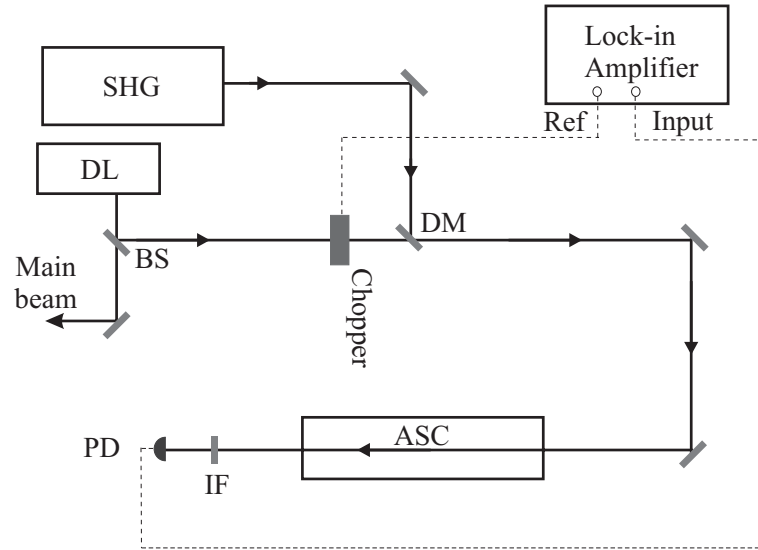 SHG
Lock-in
Amplifier
Ref
Input
DL
DM
BS
Main
beam
Chopper
ASC
PD
IF